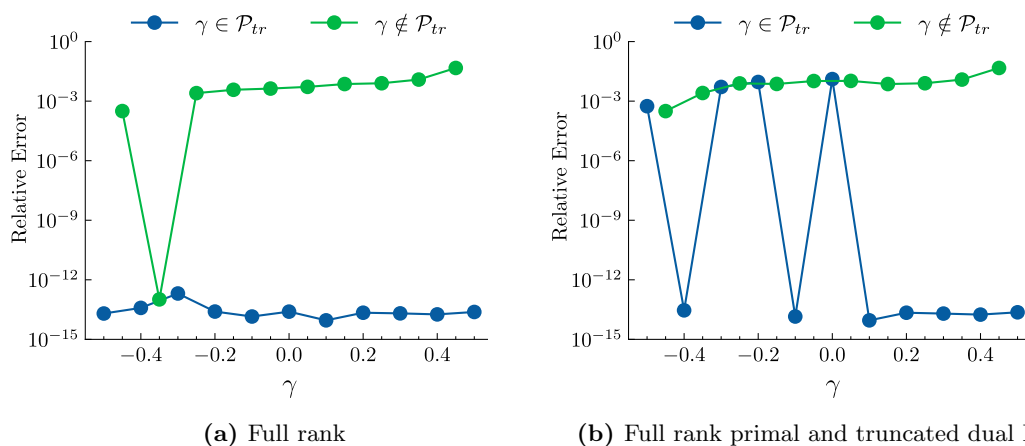 γ ∈ 𝒫_tr γ ∉ 𝒫_tr
10^0
10^−3
10^−6
10^−9
10^−12
10^−15
Relative Error
−0.4 −0.2 0.0 0.2 0.4
γ
(a) Full rank
γ ∈ 𝒫_tr γ ∉ 𝒫_tr
10^0
10^−3
10^−6
10^−9
10^−12
10^−15
Relative Error
−0.4 −0.2 0.0 0.2 0.4
γ
(b) Full rank primal and truncated dual